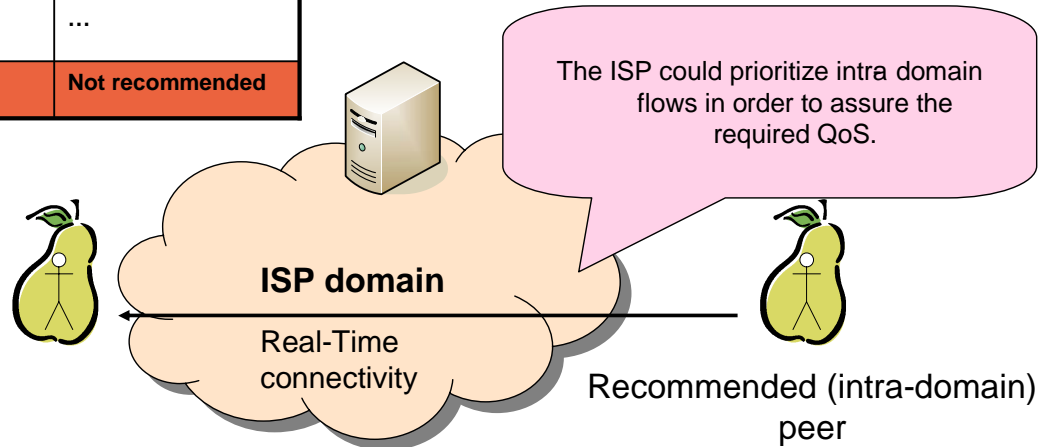 ...
Not recommended
The ISP could prioritize intra domain
flows in order to assure the
required QoS.
ISP domain
Real-Time
connectivity
Recommended (intra-domain)
peer